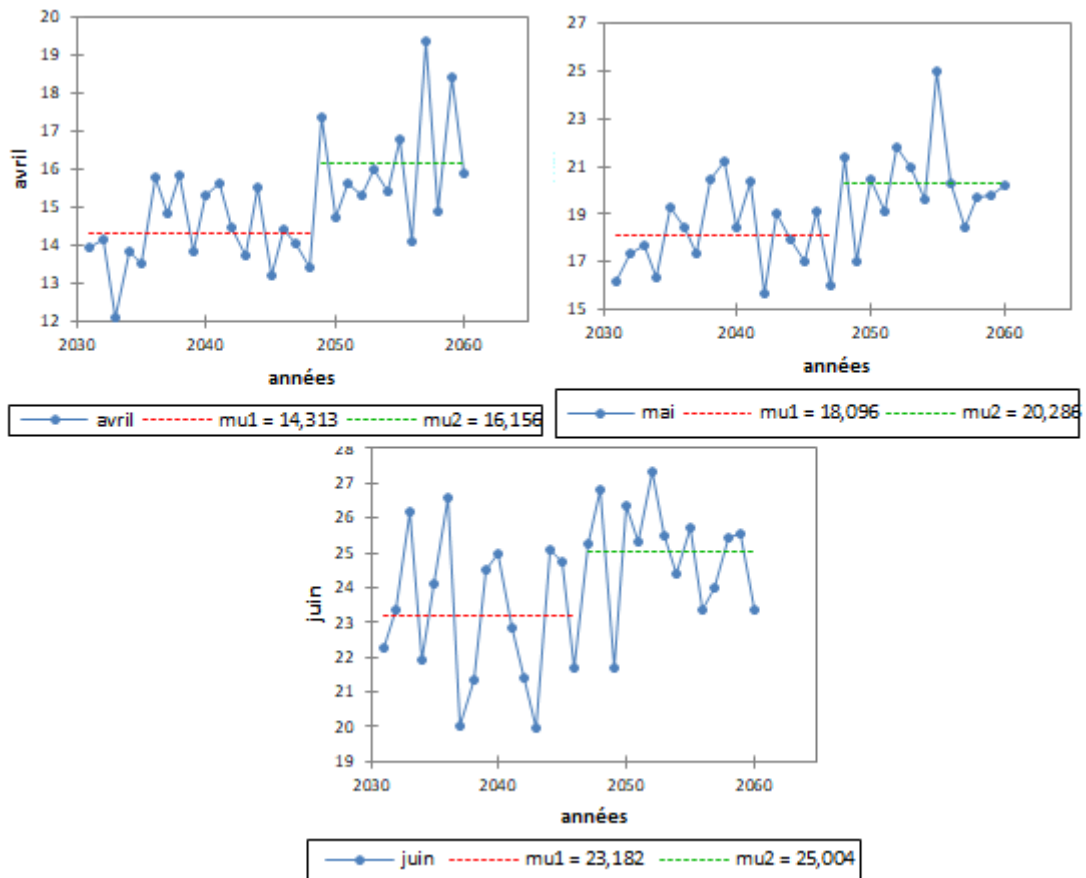 20
19
18
17
16
15
14
13
12
avril
2030 2040 2050 2060
années
avril mu1 = 14,313 mu2 = 16,156
27
25
23
21
19
17
15
2030 2040 2050 2060
années
mai mu1 = 18,096 mu2 = 20,286
28
27
26
25
24
23
22
21
20
19
juin
2030 2040 2050 2060
années
juin mu1 = 23,182 mu2 = 25,004